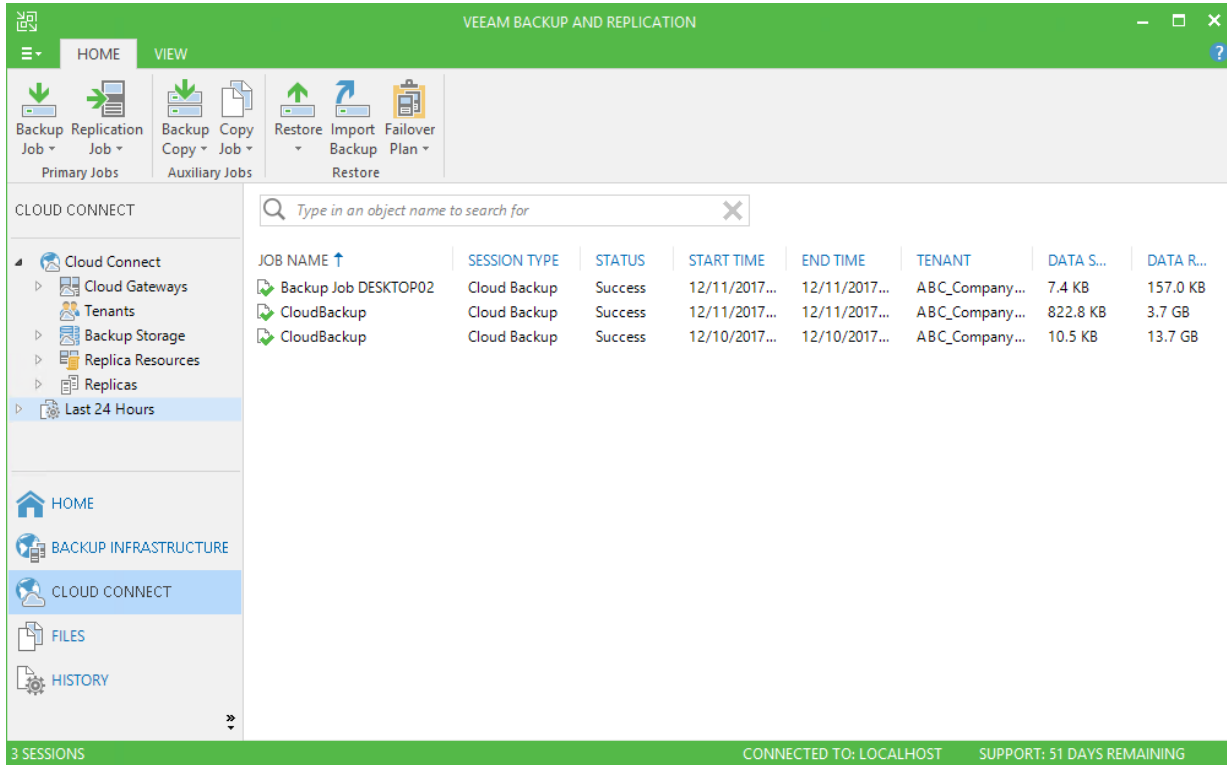 VEEAM BACKUP AND REPLICATION
HOME VIEW
?
Backup Job Replication Job Backup Copy Copy Job Restore Import Backup Failover Plan
Primary Jobs Auxiliary Jobs Restore
CLOUD CONNECT
Type in an object name to search for
Cloud Connect
Cloud Gateways
Tenants
Backup Storage
Replica Resources
Replicas
Last 24 Hours
JOB NAME SESSION TYPE STATUS START TIME END TIME TENANT DATA S... DATA R...
Backup Job DESKTOP02 Cloud Backup Success 12/11/2017... 12/11/2017... ABC_Company... 7.4 KB 157.0 KB
CloudBackup Cloud Backup Success 12/11/2017... 12/11/2017... ABC_Company... 822.8 KB 3.7 GB
CloudBackup Cloud Backup Success 12/10/2017... 12/10/2017... ABC_Company... 10.5 KB 13.7 GB
HOME
BACKUP INFRASTRUCTURE
CLOUD CONNECT
FILES
HISTORY
3 SESSIONS CONNECTED TO: LOCALHOST SUPPORT: 51 DAYS REMAINING